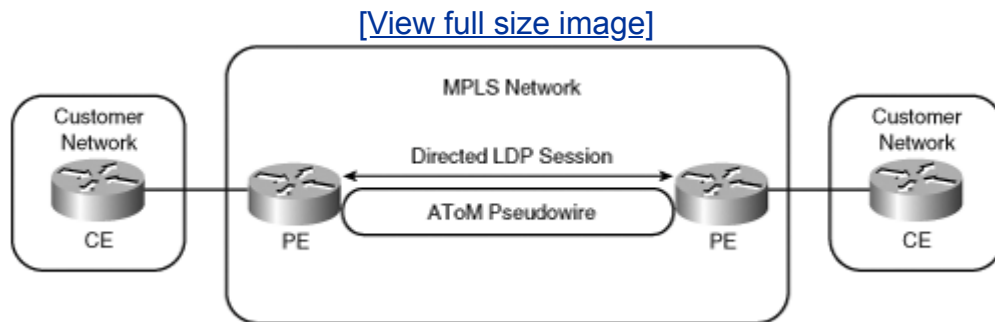 [View full size image]
MPLS Network
Customer
Network
CE
PE
Directed LDP Session
AToM Pseudowire
PE
Customer
Network
CE